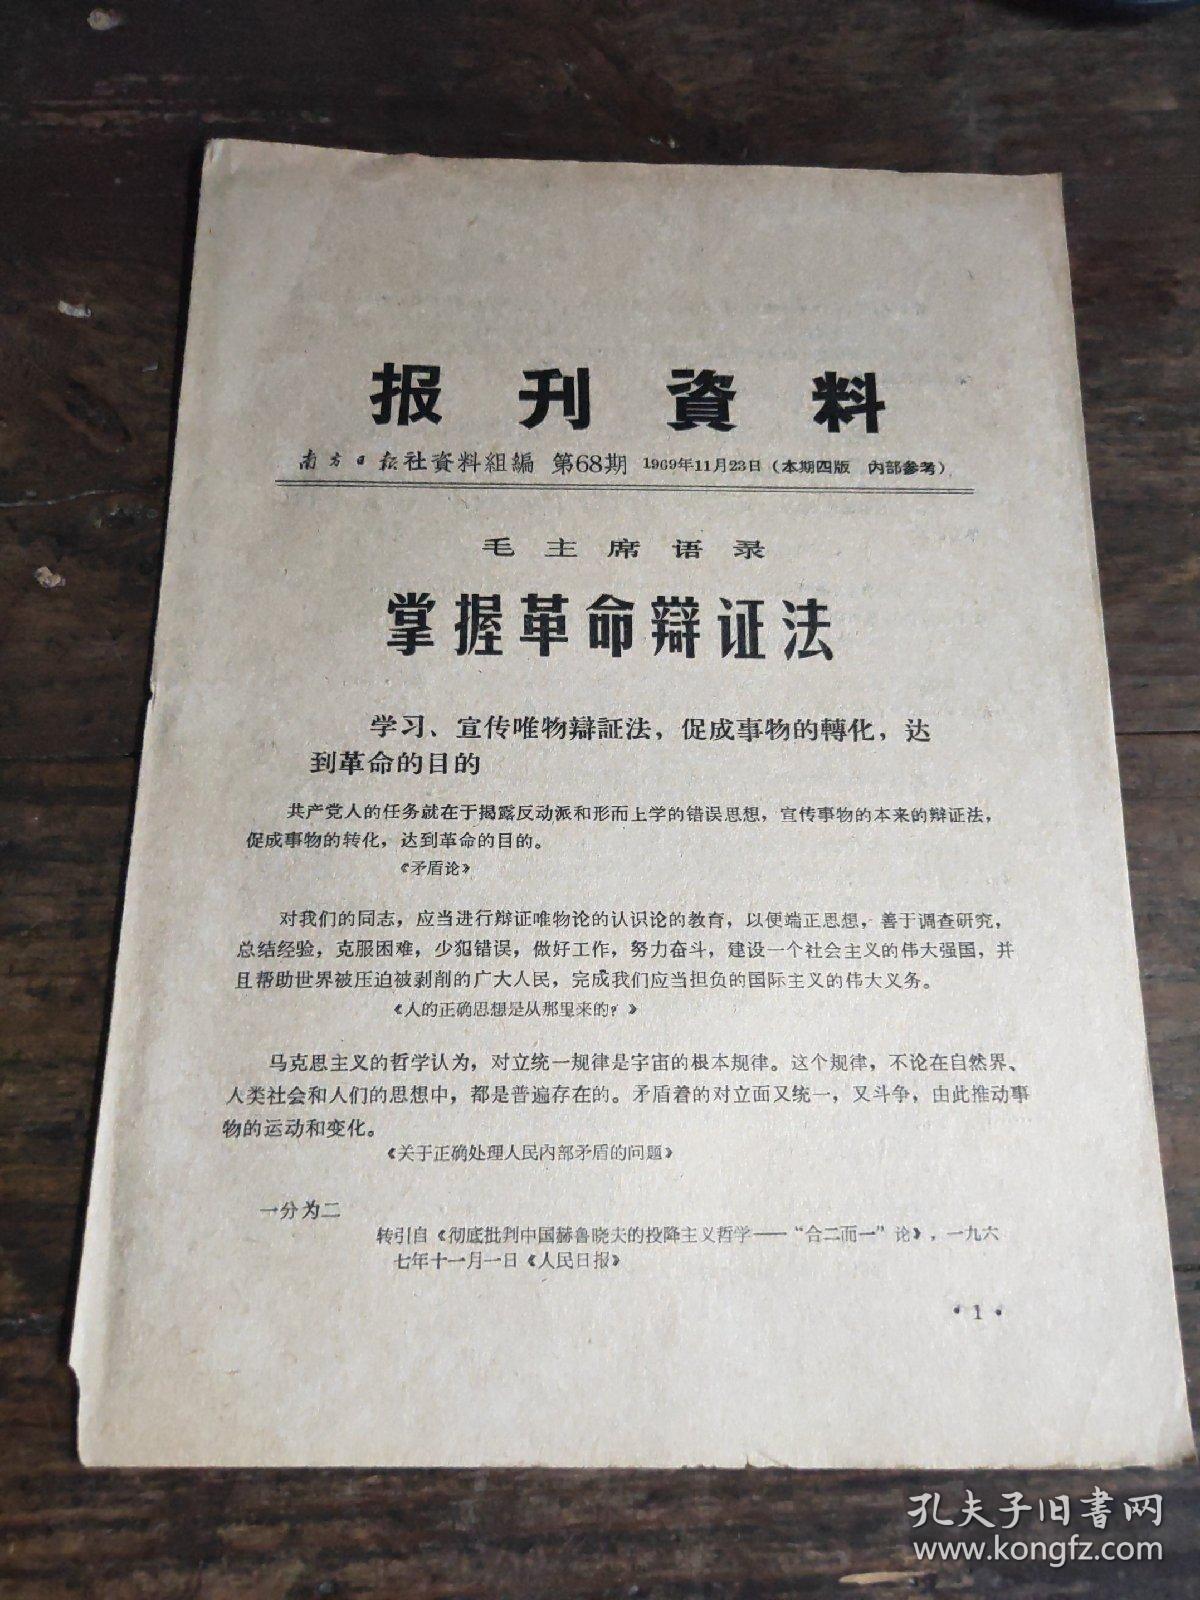 报刊資料
南方日报社資料組編 第68期 1969年11月23日（本期四版 内部參考）
毛主席语录
掌握革命辩证法
学习、宣传唯物辯証法，促成事物的轉化，达
到革命的目的
共产党人的任务就在于揭露反动派和形而上学的错误思想，宣传事物的本来的辩证法，
促成事物的转化，达到革命的目的。
《矛盾论》
对我们的同志，应当进行辩证唯物论的认识论的教育，以便端正思想，善于调查研究，
总结经验，克服困难，少犯错误，做好工作，努力奋斗，建设一个社会主义的伟大强国，并
且帮助世界被压迫被剥削的广大人民，完成我们应当担负的国际主义的伟大义务。
《人的正确思想是从那里来的？》
马克思主义的哲学认为，对立统一规律是宇宙的根本规律。这个规律，不论在自然界、
人类社会和人们的思想中，都是普遍存在的。矛盾着的对立面又统一，又斗争，由此推动事
物的运动和变化。
《关于正确处理人民内部矛盾的问题》
一分为二
转引自《彻底批判中国赫鲁晓夫的投降主义哲学——“合二而一”论》，一九六
七年十一月一日《人民日报》
·1·
孔夫子旧书网
www.kongfz.com